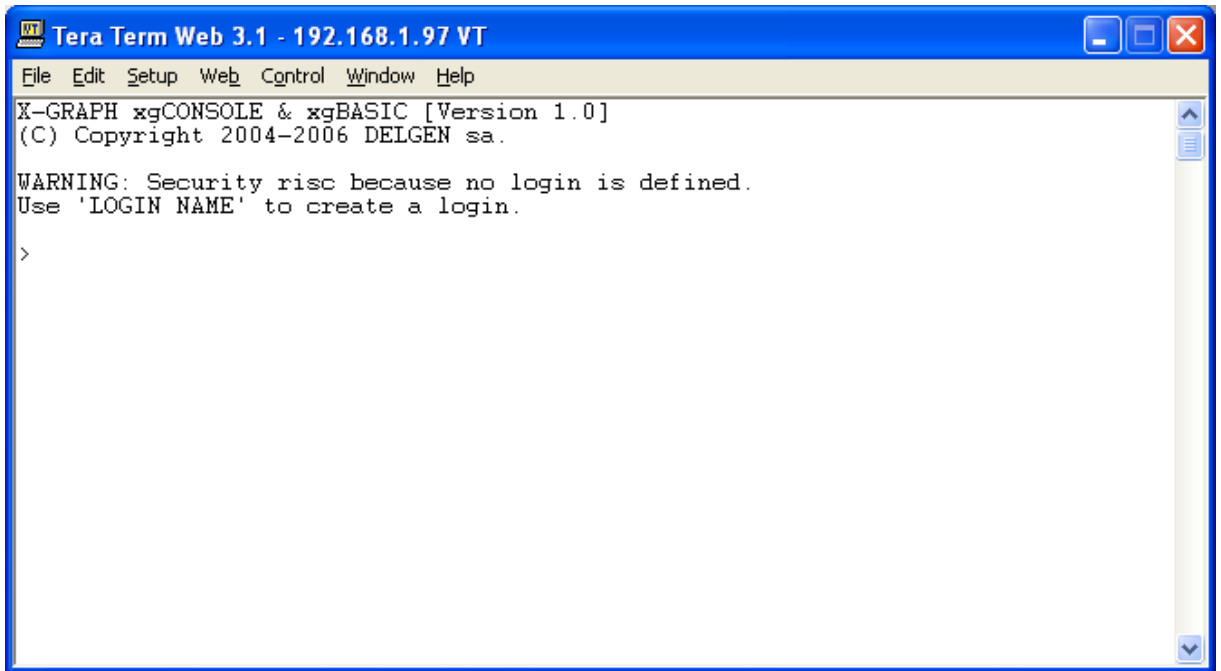 Tera Term Web 3.1 - 192.168.1.97 VT
File Edit Setup Web Control Window Help
X-GRAPH xgCONSOLE & xgBASIC [Version 1.0]
(C) Copyright 2004-2006 DELGEN sa.
WARNING: Security risc because no login is defined.
Use 'LOGIN NAME' to create a login.
>